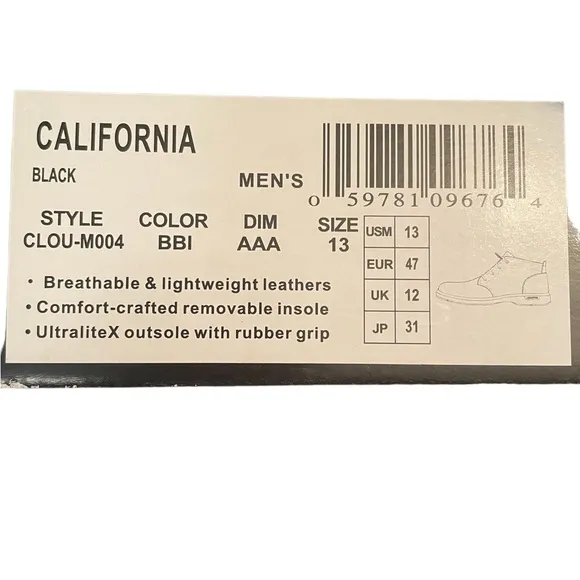 CALIFORNIA
BLACK
MEN'S
0 59781 09676 4
STYLE COLOR DIM SIZE
CLOU-M004 BBI AAA 13
USM 13
EUR 47
UK 12
JP 31
• Breathable & lightweight leathers
• Comfort-crafted removable insole
• UltraliteX outsole with rubber grip